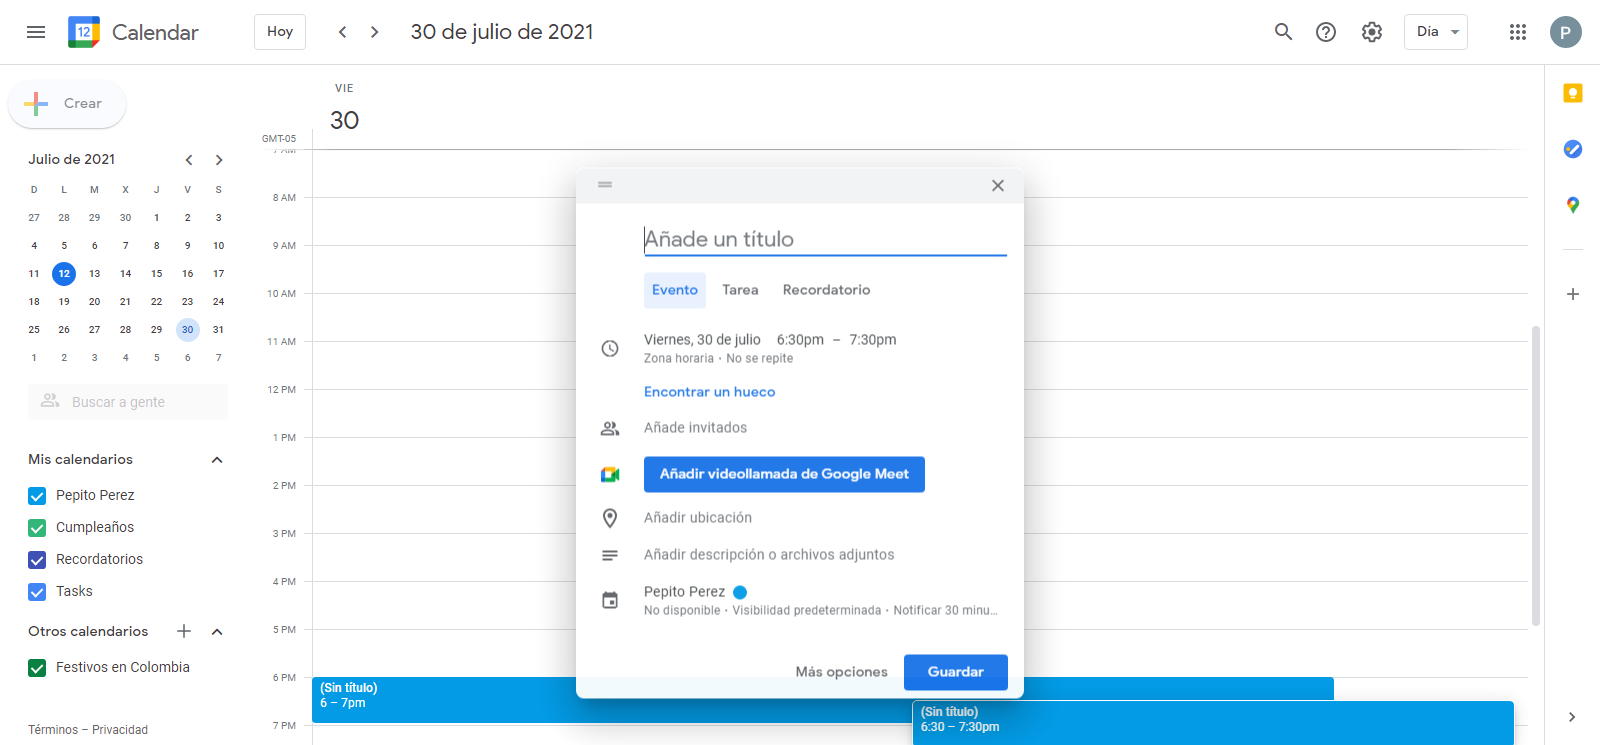 12 Calendar Hoy 30 de julio de 2021 Día P
Crear
Julio de 2021
D L M X J V S
27 28 29 30 1 2 3
4 5 6 7 8 9 10
11 12 13 14 15 16 17
18 19 20 21 22 23 24
25 26 27 28 29 30 31
1 2 3 4 5 6 7
Buscar a gente
Mis calendarios
Pepito Perez
Cumpleaños
Recordatorios
Tasks
Otros calendarios
Festivos en Colombia
Términos – Privacidad
VIE
30
GMT-05
7 AM
8 AM
9 AM
10 AM
11 AM
12 PM
1 PM
2 PM
3 PM
4 PM
5 PM
6 PM
7 PM
Añade un título
Evento Tarea Recordatorio
Viernes, 30 de julio 6:30pm – 7:30pm
Zona horaria • No se repite
Encontrar un hueco
Añade invitados
Añadir videollamada de Google Meet
Añadir ubicación
Añadir descripción o archivos adjuntos
Pepito Perez
No disponible • Visibilidad predeterminada • Notificar 30 minu...
Más opciones Guardar
(Sin título)
6 – 7pm
(Sin título)
6:30 – 7:30pm